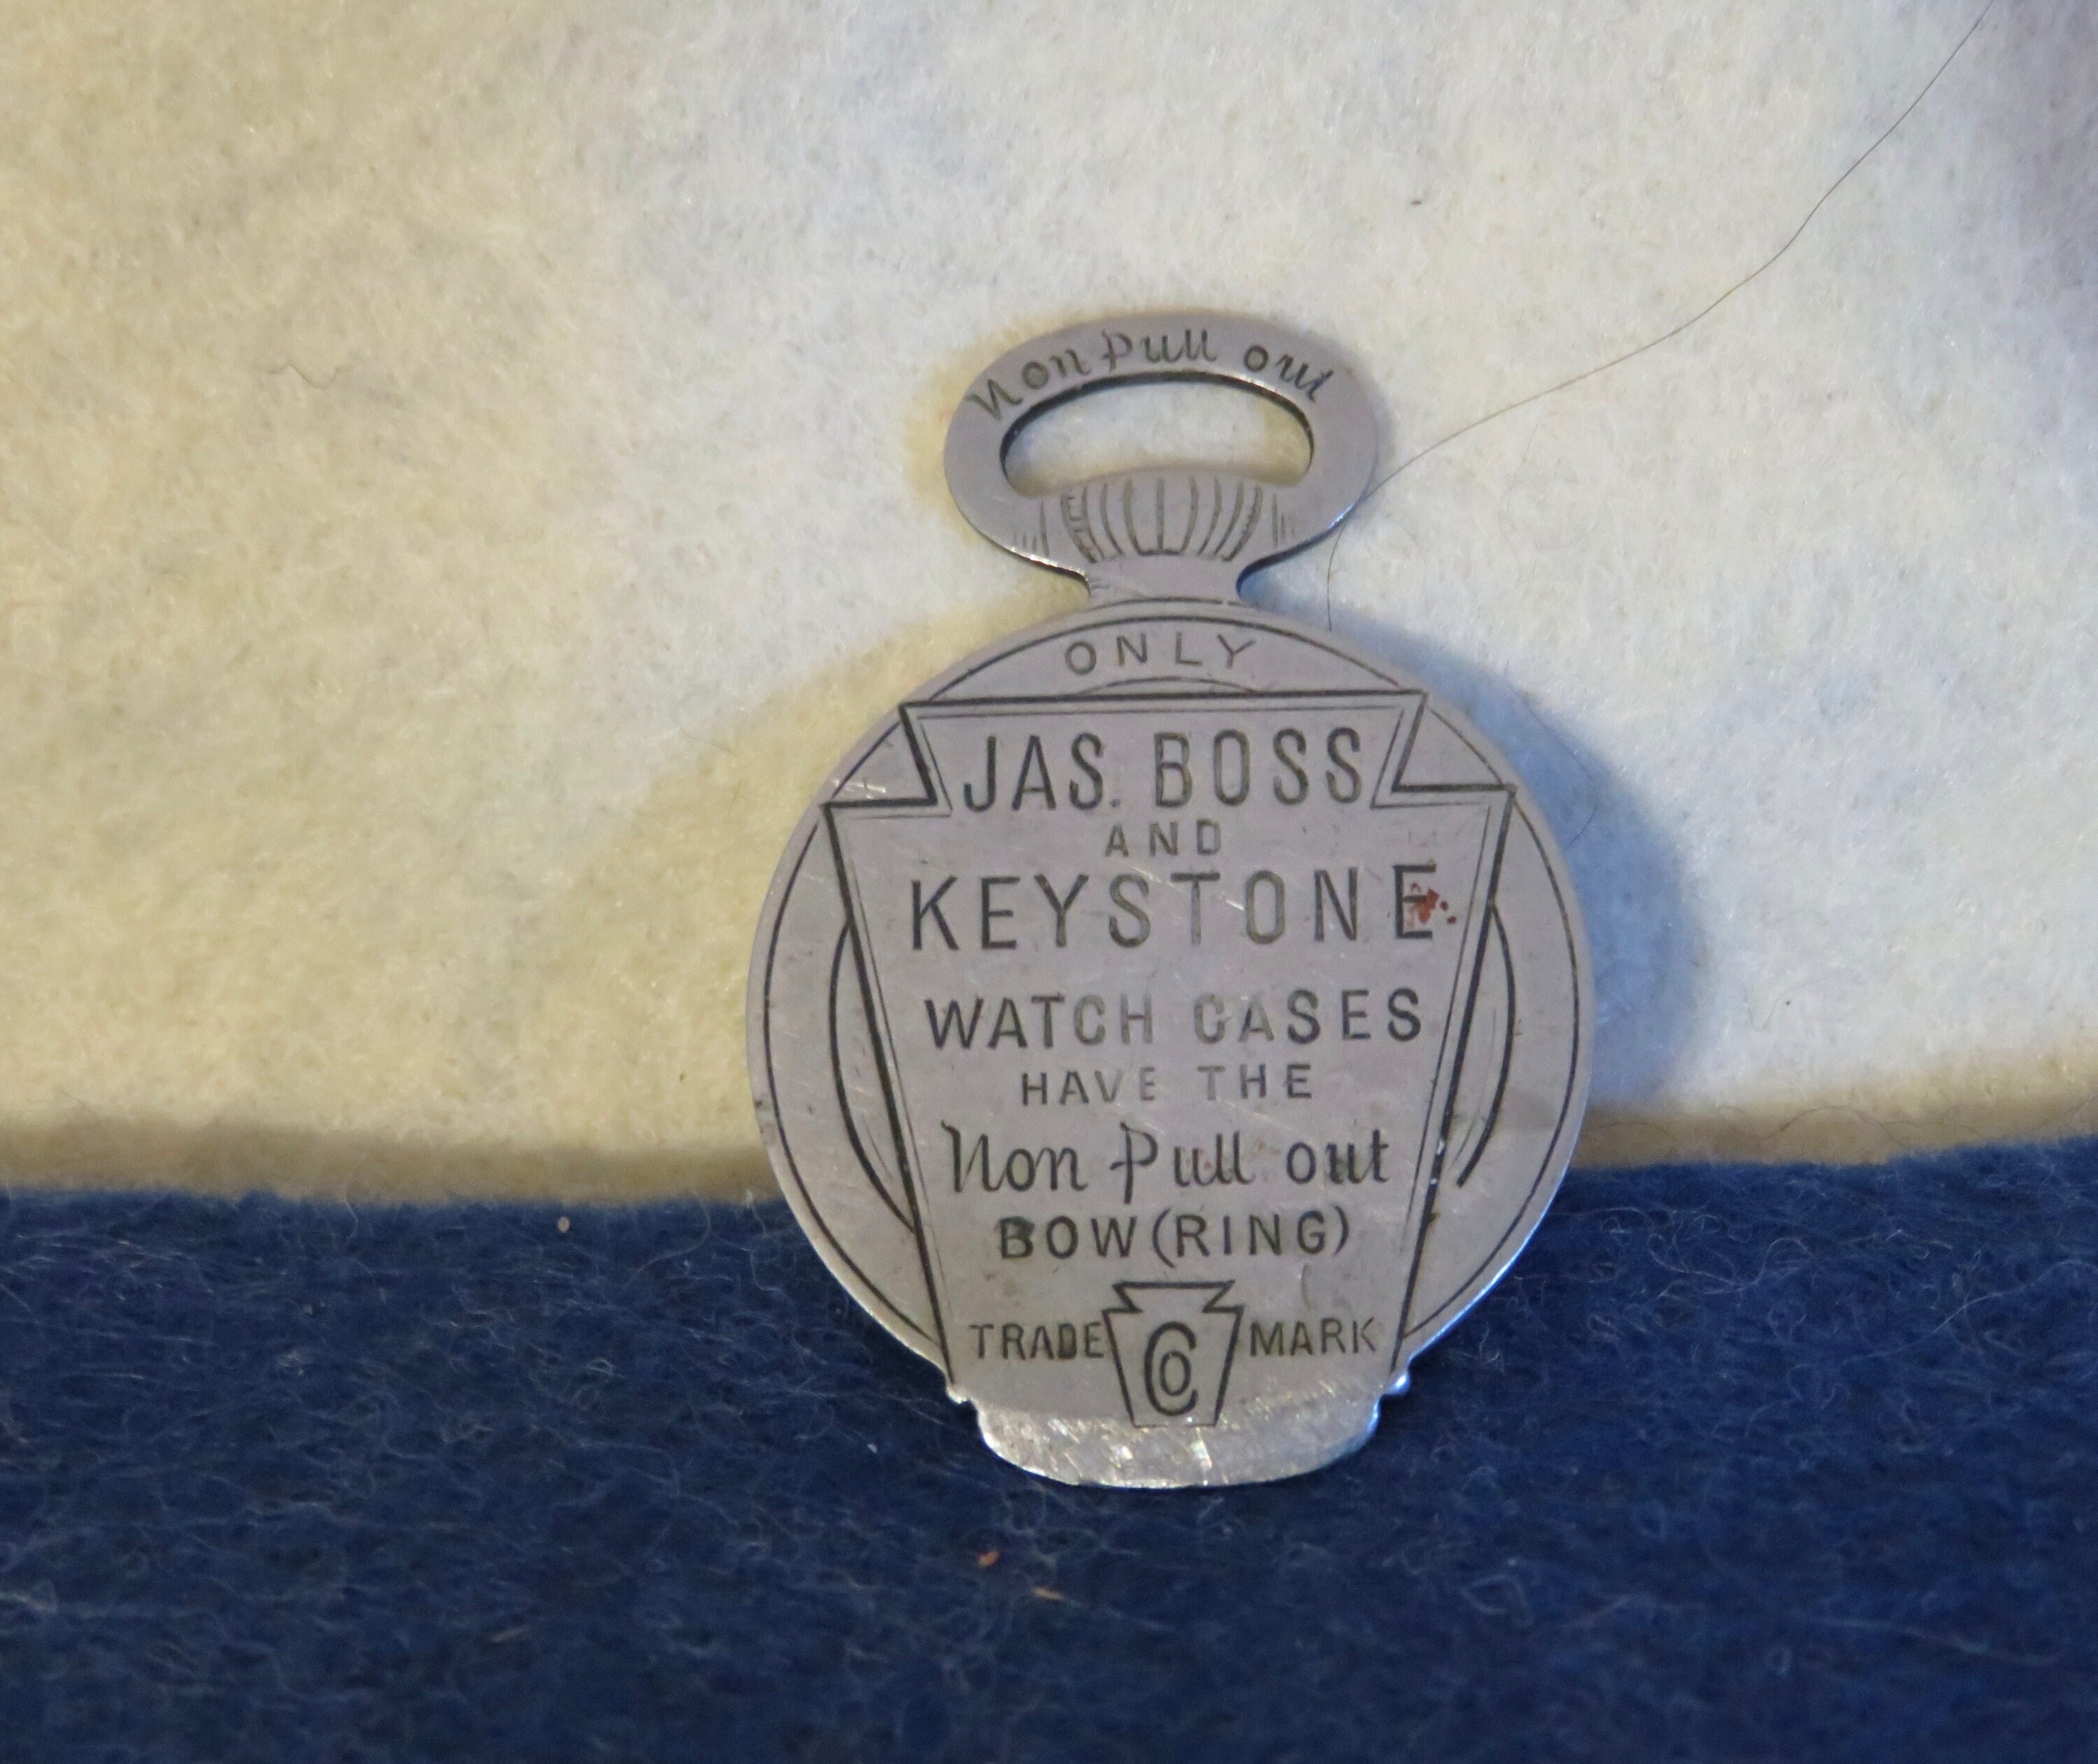 Non pull out
ONLY
JAS. BOSS
AND
KEYSTONE
WATCH CASES
HAVE THE
Non pull out
BOW (RING)
TRADE Co MARK